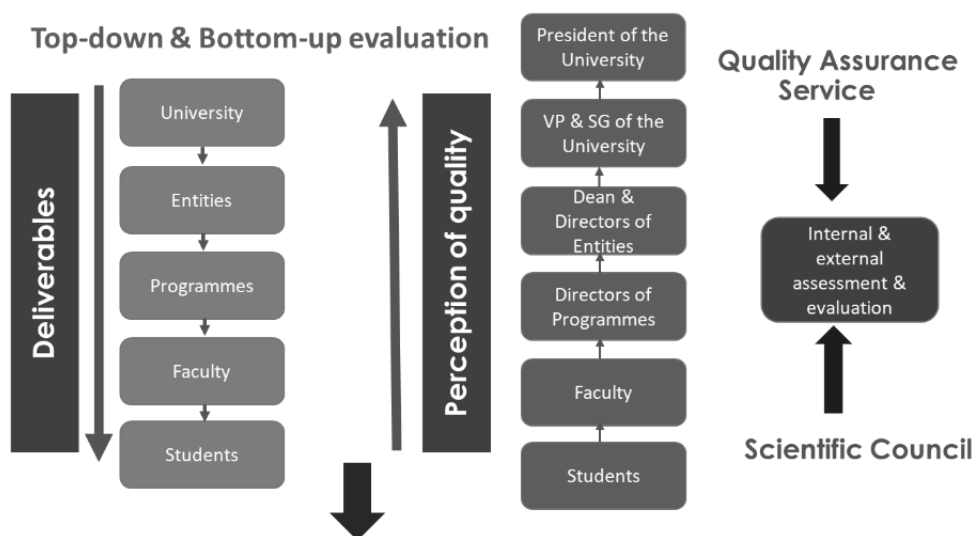 Top-down & Bottom-up evaluation
Deliverables
University
Entities
Programmes
Faculty
Students
Perception of quality
President of the
University
VP & SG of the
University
Dean &
Directors of
Entities
Directors of
Programmes
Faculty
Students
Quality Assurance
Service
Internal &
external
assessment &
evaluation
Scientific Council